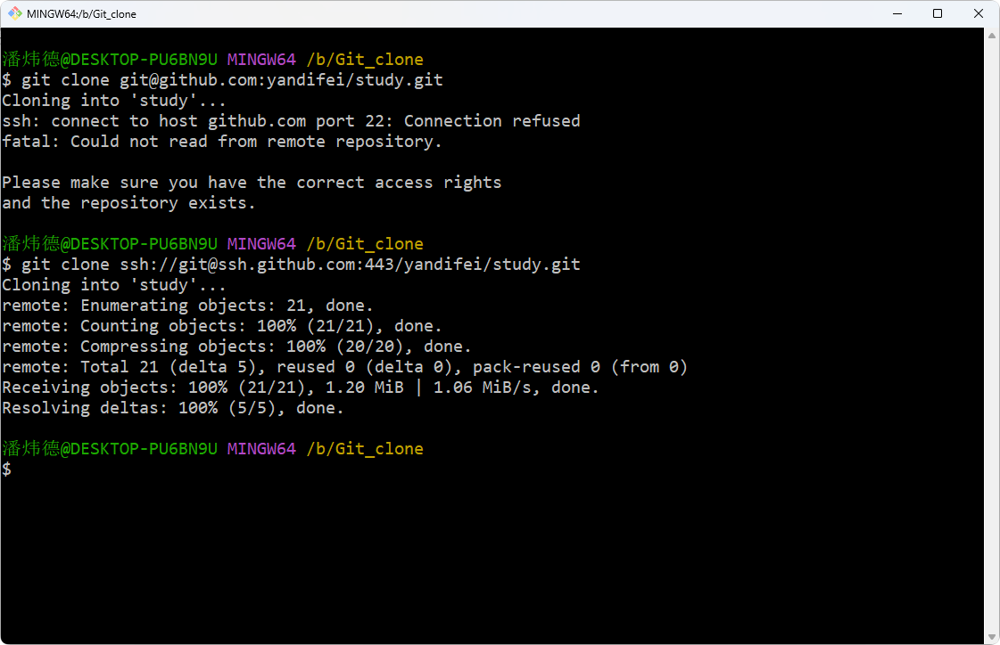 MINGW64:/b/Git_clone
潘炜德@DESKTOP-PU6BN9U MINGW64 /b/Git_clone
$ git clone git@github.com:yandifei/study.git
Cloning into 'study'...
ssh: connect to host github.com port 22: Connection refused
fatal: Could not read from remote repository.
Please make sure you have the correct access rights
and the repository exists.
潘炜德@DESKTOP-PU6BN9U MINGW64 /b/Git_clone
$ git clone ssh://git@ssh.github.com:443/yandifei/study.git
Cloning into 'study'...
remote: Enumerating objects: 21, done.
remote: Counting objects: 100% (21/21), done.
remote: Compressing objects: 100% (20/20), done.
remote: Total 21 (delta 5), reused 0 (delta 0), pack-reused 0 (from 0)
Receiving objects: 100% (21/21), 1.20 MiB | 1.06 MiB/s, done.
Resolving deltas: 100% (5/5), done.
潘炜德@DESKTOP-PU6BN9U MINGW64 /b/Git_clone
$